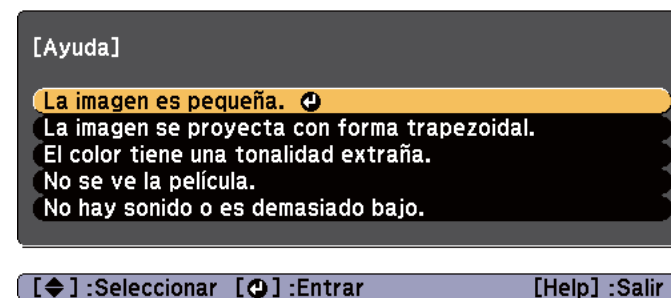 [Ayuda]
La imagen es pequeña.
La imagen se proyecta con forma trapezoidal.
El color tiene una tonalidad extraña.
No se ve la película.
No hay sonido o es demasiado bajo.
[ ] :Seleccionar [ ] :Entrar [Help] :Salir